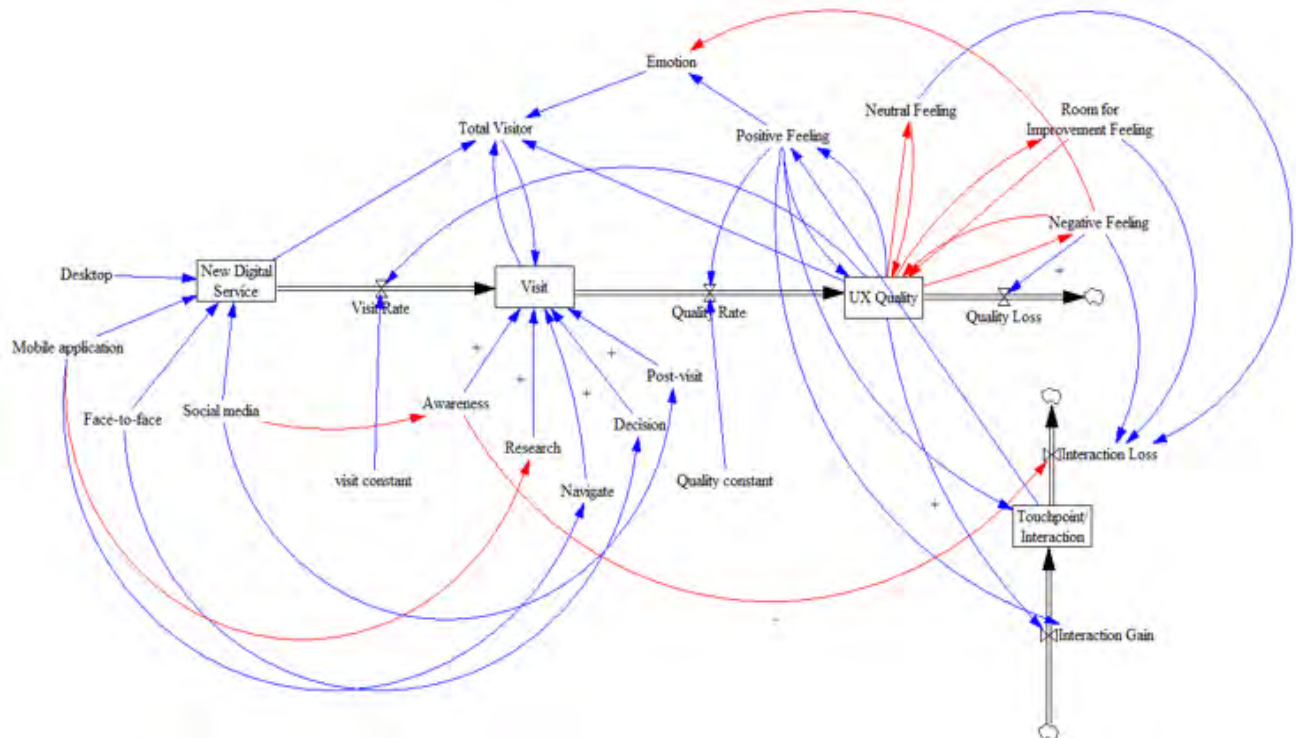 Emotion
Total Visitor
Positive Feeling
Neutral Feeling
Room for
Improvement Feeling
Negative Feeling
Desktop
New Digital
Service
Visit Rate
Visit
Quality Rate
UX Quality
Quality Loss
+
Mobile application
Face-to-face
Social media
Awareness
+
Research
+
Navigate
+
Decision
+
Post-visit
visit constant
Quality constant
Interaction Loss
+
Touchpoint/
Interaction
-
Interaction Gain